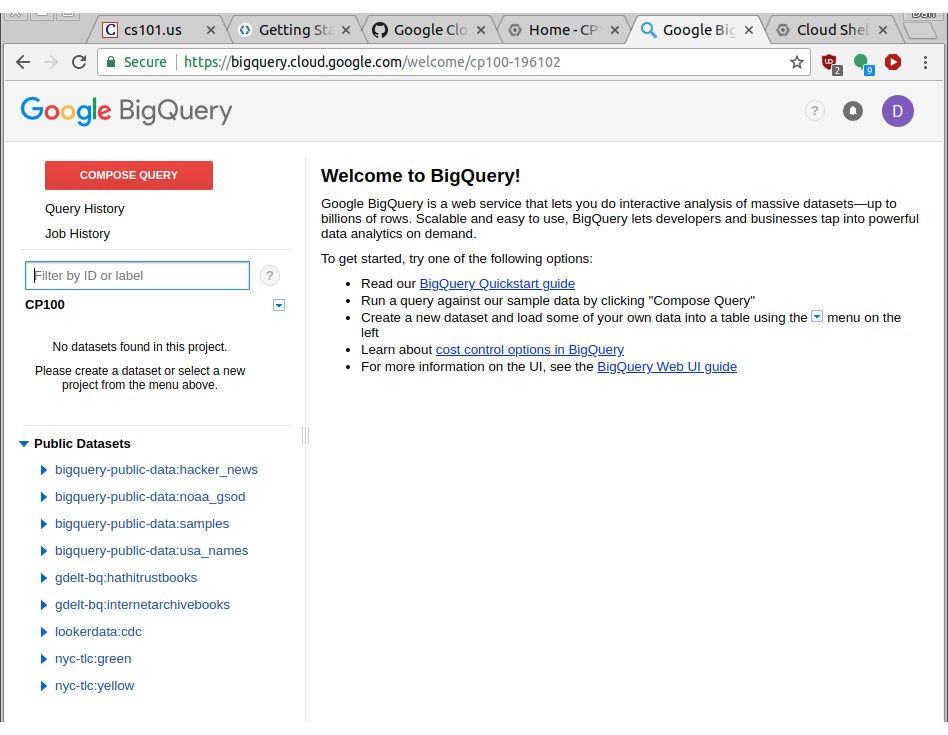 Dan
cs101.us
Getting Sta
Google Clo
Home - CP
Google Big
Cloud Shel
Secure
https://bigquery.cloud.google.com/welcome/cp100-196102
2
9
Google BigQuery
?
D
COMPOSE QUERY
Query History
Job History
Filter by ID or label
?
CP100
No datasets found in this project.
Please create a dataset or select a new
project from the menu above.
Public Datasets
bigquery-public-data:hacker_news
bigquery-public-data:noaa_gsod
bigquery-public-data:samples
bigquery-public-data:usa_names
gdelt-bq:hathitrustbooks
gdelt-bq:internetarchivebooks
lookerdata:cdc
nyc-tlc:green
nyc-tlc:yellow
Welcome to BigQuery!
Google BigQuery is a web service that lets you do interactive analysis of massive datasets—up to
billions of rows. Scalable and easy to use, BigQuery lets developers and businesses tap into powerful
data analytics on demand.
To get started, try one of the following options:
• Read our BigQuery Quickstart guide
• Run a query against our sample data by clicking "Compose Query"
• Create a new dataset and load some of your own data into a table using the menu on the
left
• Learn about cost control options in BigQuery
• For more information on the UI, see the BigQuery Web UI guide